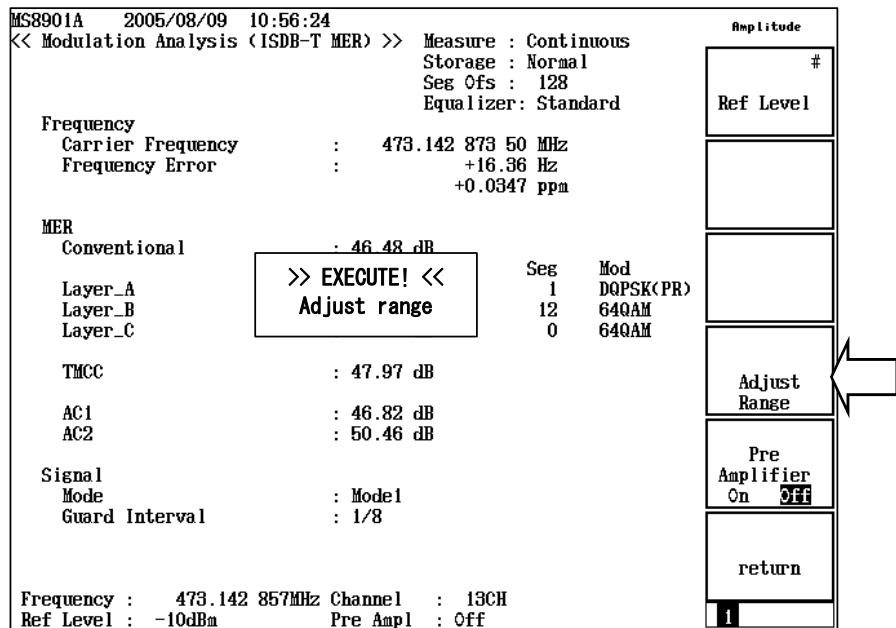 MS8901A 2005/08/09 10:56:24
<< Modulation Analysis (ISDB-T MER) >> Measure : Continuous
Storage : Normal
Seg Ofs : 128
Equalizer: Standard
Frequency
Carrier Frequency : 473.142 873 50 MHz
Frequency Error : +16.36 Hz
+0.0347 ppm
MER
Conventional : 46.48 dB
Seg Mod
Layer_A 1 DQPSK(PR)
Layer_B 12 64QAM
Layer_C 0 64QAM
>> EXECUTE! <<
Adjust range
TMCC : 47.97 dB
AC1 : 46.82 dB
AC2 : 50.46 dB
Signal
Mode : Mode1
Guard Interval : 1/8
Frequency : 473.142 857MHz Channel : 13CH
Ref Level : -10dBm Pre Ampl : Off
Amplitude
#
Ref Level
Adjust
Range
Pre
Amplifier
On Off
return
1